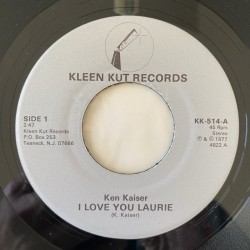 KLEEN KUT RECORDS
SIDE 1
2:47
Kleen Kut Records
P.O. Box 253
Teaneck, N.J. 07666
KK-514-A
45 Rpm
Stereo
℗ & © 1977
4822 A
Ken Kaiser
I LOVE YOU LAURIE
(K. Kaiser)